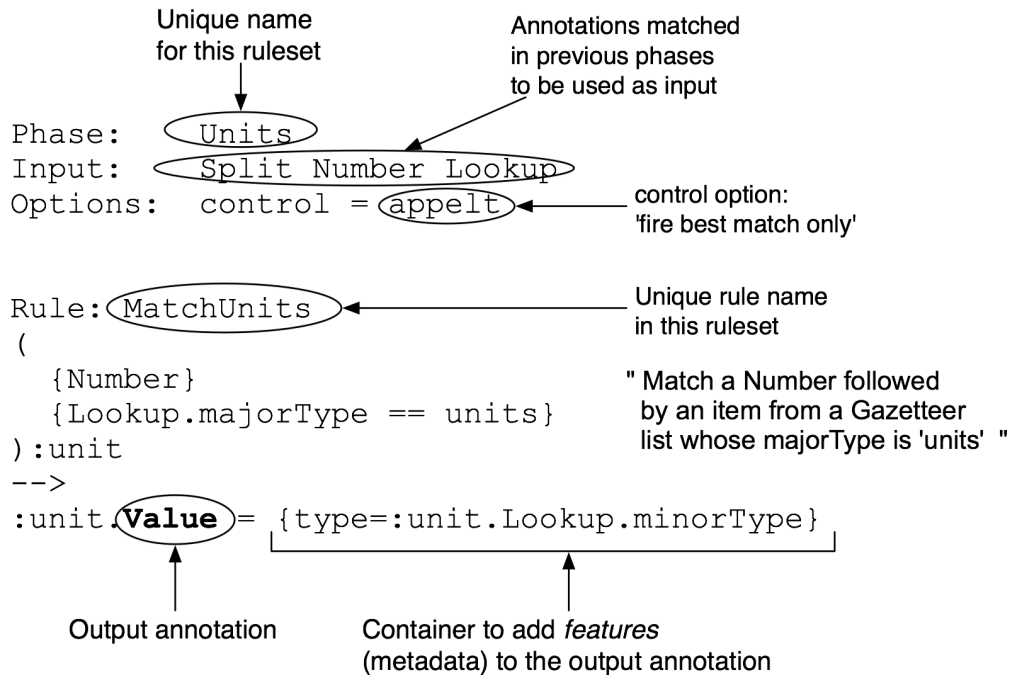 Unique name
for this ruleset
Annotations matched
in previous phases
to be used as input
Phase: Units
Input: Split Number Lookup
Options: control = appelt
control option:
'fire best match only'
Rule: MatchUnits
Unique rule name
in this ruleset
(
{Number}
{Lookup.majorType == units}
):unit
" Match a Number followed
by an item from a Gazetteer
list whose majorType is 'units' "
-->
:unit.Value = {type=:unit.Lookup.minorType}
Output annotation
Container to add features
(metadata) to the output annotation